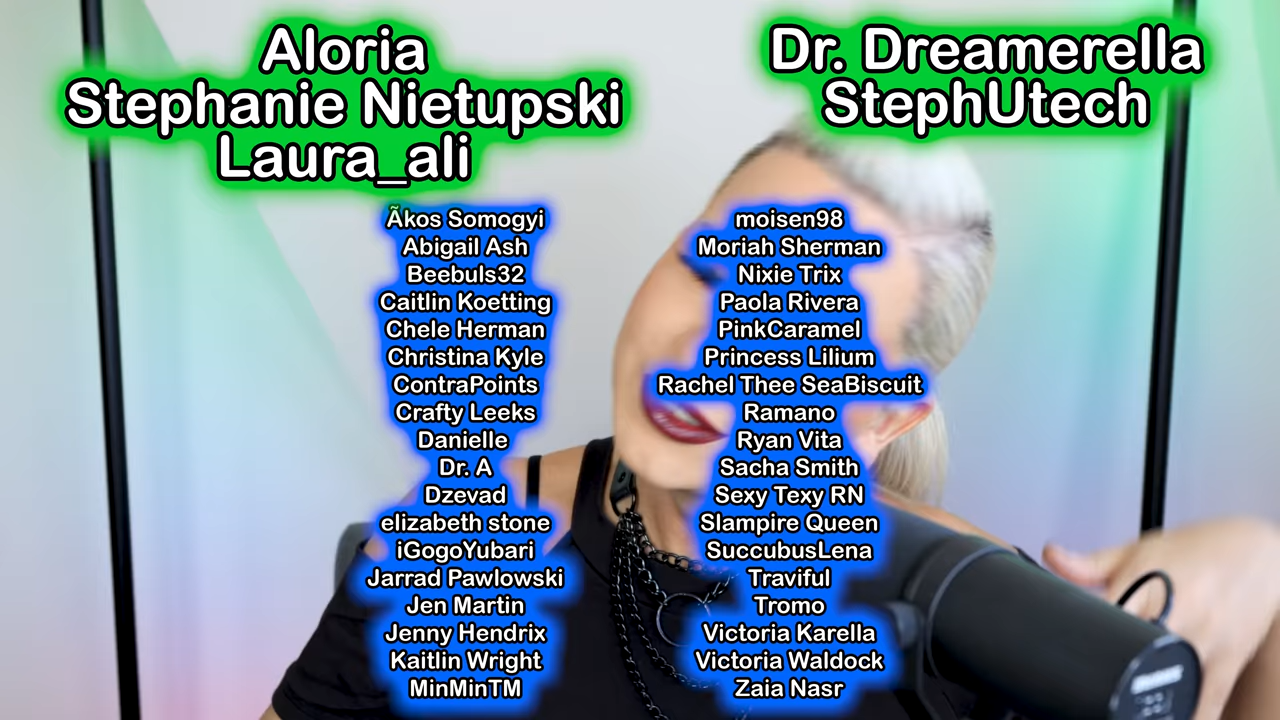 Aloria
Stephanie Nietupski
Laura_ali
Dr. Dreamerella
StephUtech
Ãkos Somogyi
Abigail Ash
Beebuls32
Caitlin Koetting
Chele Herman
Christina Kyle
ContraPoints
Crafty Leeks
Danielle
Dr. A
Dzevad
elizabeth stone
iGogoYubari
Jarrad Pawlowski
Jen Martin
Jenny Hendrix
Kaitlin Wright
MinMinTM
moisen98
Moriah Sherman
Nixie Trix
Paola Rivera
PinkCaramel
Princess Lilium
Rachel Thee SeaBiscuit
Ramano
Ryan Vita
Sacha Smith
Sexy Texy RN
Slampire Queen
SuccubusLena
Traviful
Tromo
Victoria Karella
Victoria Waldock
Zaia Nasr